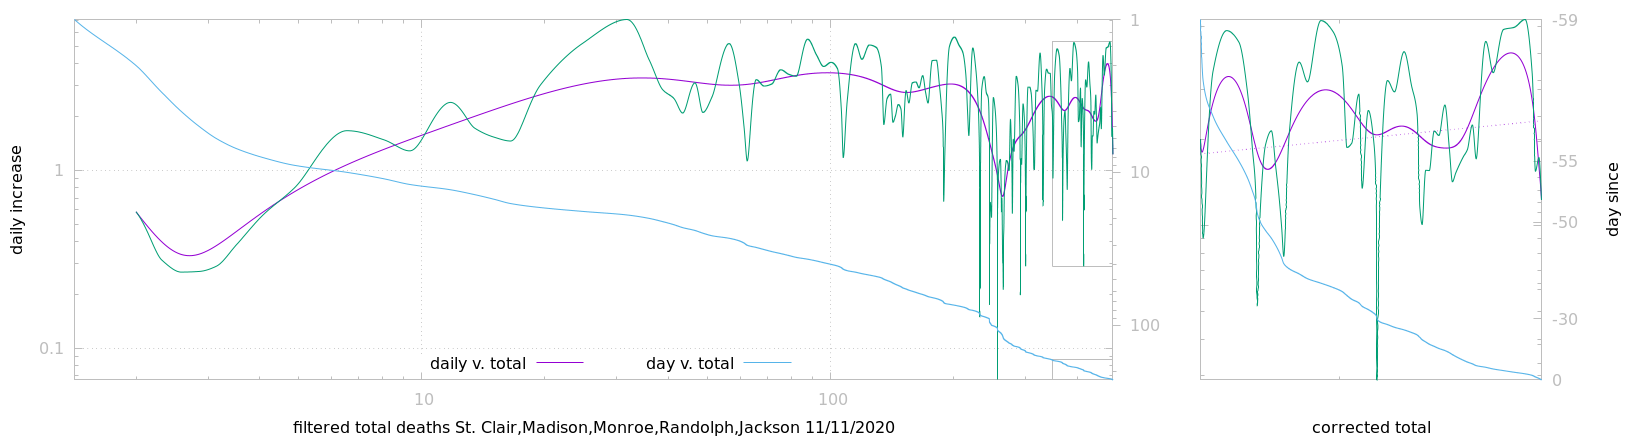 daily increase
1
0.1
10
100
daily v. total
day v. total
filtered total deaths St. Clair,Madison,Monroe,Randolph,Jackson 11/11/2020
1
10
100
-59
-55
-50
-30
0
day since
corrected total